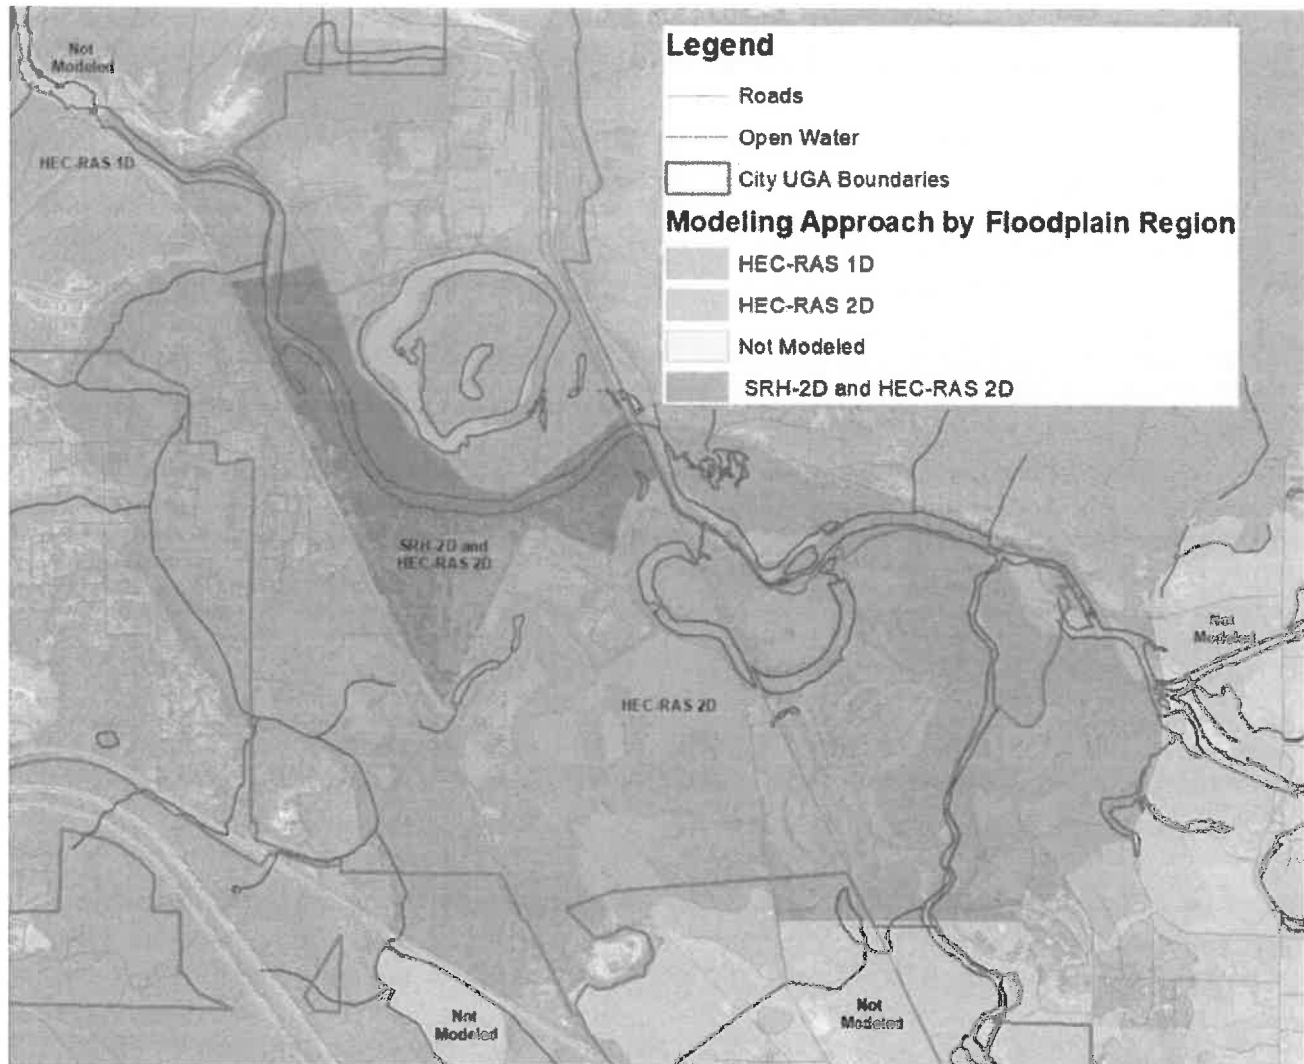 Not
Modeled
HEC-RAS 1D
Legend
Roads
Open Water
City UGA Boundaries
Modeling Approach by Floodplain Region
HEC-RAS 1D
HEC-RAS 2D
Not Modeled
SRH-2D and HEC-RAS 2D
SRH-2D and
HEC-RAS 2D
Not
Modeled
HEC-RAS 2D
Not
Modeled
Not
Modeled